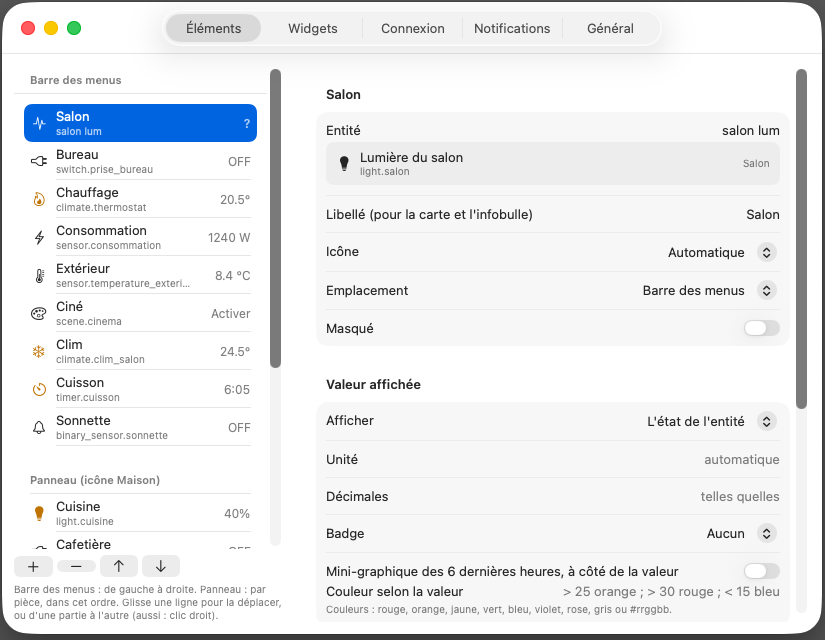 Éléments
Widgets
Connexion
Notifications
Général
Barre des menus
Salon
salon lum
?
Bureau
switch.prise_bureau
OFF
Chauffage
climate.thermostat
20.5°
Consommation
sensor.consommation
1240 W
Extérieur
sensor.temperature_exteri...
8.4 °C
Ciné
scene.cinema
Activer
Clim
climate.clim_salon
24.5°
Cuisson
timer.cuisson
6:05
Sonnette
binary_sensor.sonnette
OFF
Panneau (icône Maison)
Cuisine
light.cuisine
40%
Cafetière
OFF
Barre des menus : de gauche à droite. Panneau : par
pièce, dans cet ordre. Glisse une ligne pour la déplacer,
ou d'une partie à l'autre (aussi : clic droit).
Salon
Entité
salon lum
Lumière du salon
light.salon
Salon
Libellé (pour la carte et l'infobulle)
Salon
Icône
Automatique
Emplacement
Barre des menus
Masqué
Valeur affichée
Afficher
L'état de l'entité
Unité
automatique
Décimales
telles quelles
Badge
Aucun
Mini-graphique des 6 dernières heures, à côté de la valeur
Couleur selon la valeur
> 25 orange ; > 30 rouge ; < 15 bleu
Couleurs : rouge, orange, jaune, vert, bleu, violet, rose, gris ou #rrggbb.